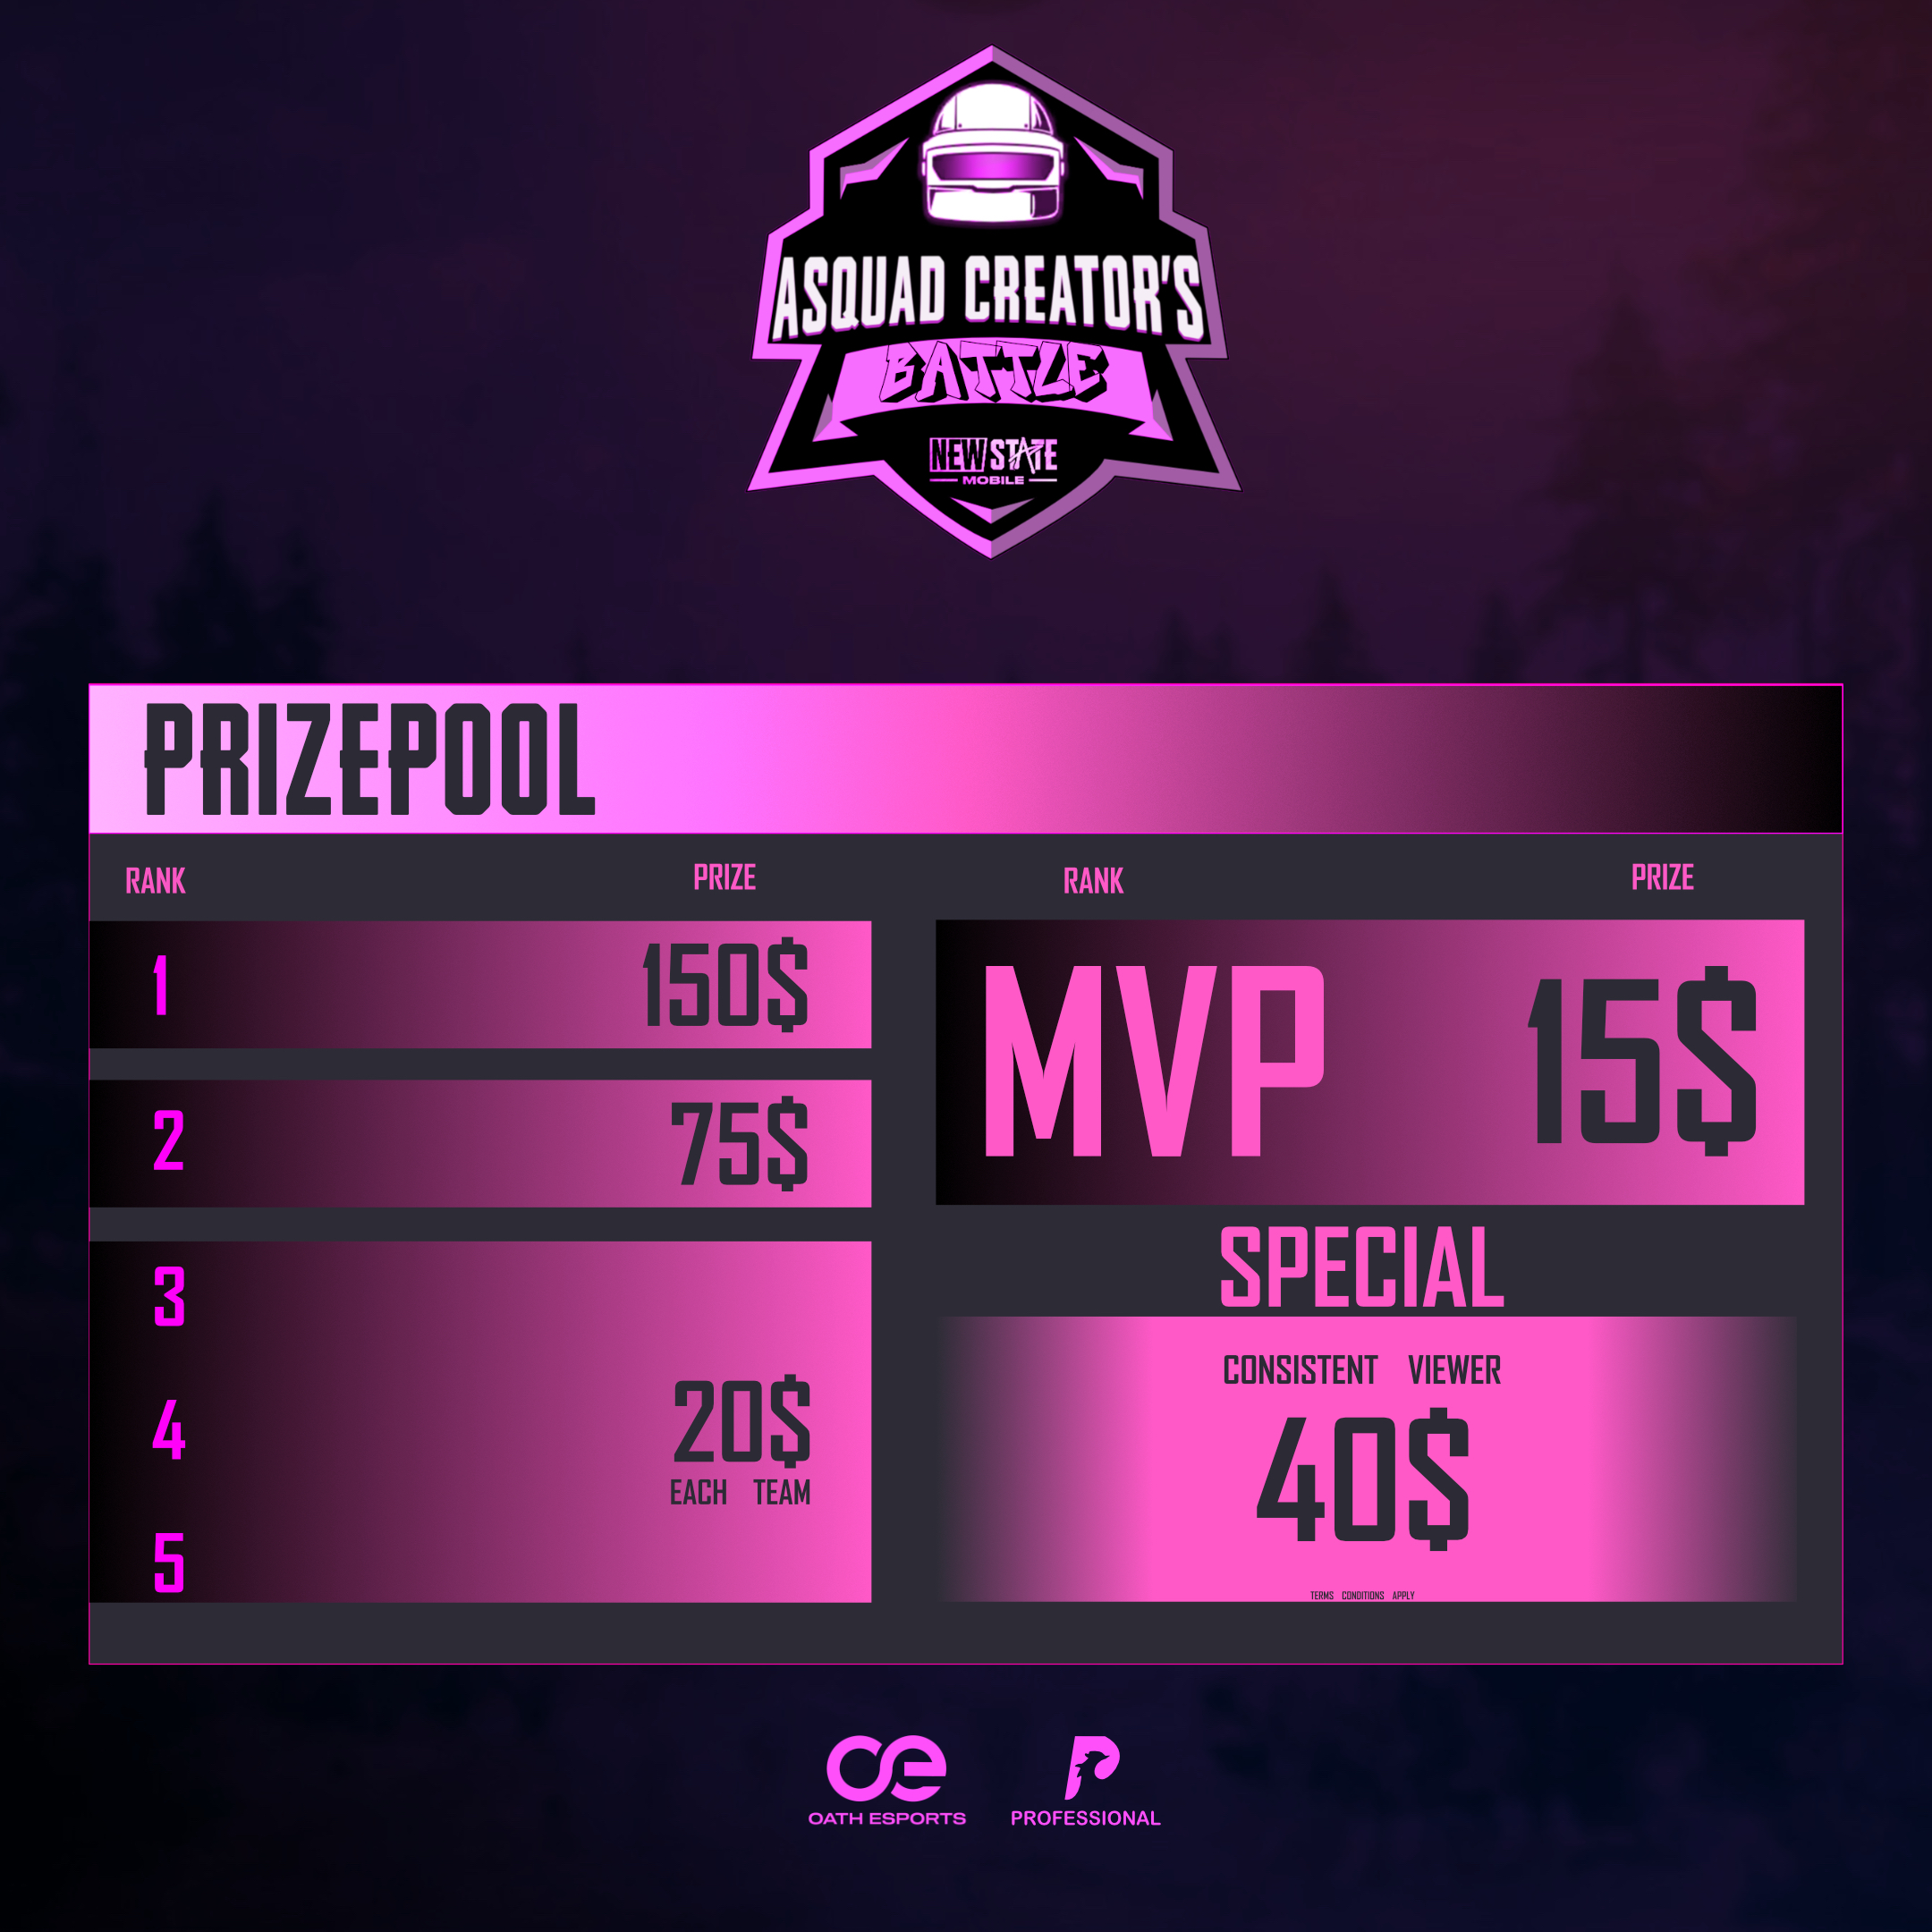 ASQUAD CREATOR'S
BATTLE
NEW STATE
MOBILE
PRIZEPOOL
RANK PRIZE
1 150$
2 75$
3
4
20$
EACH TEAM
5
RANK PRIZE
MVP 15$
SPECIAL
CONSISTENT VIEWER
40$
TERMS CONDITIONS APPLY
OATH ESPORTS
PROFESSIONAL